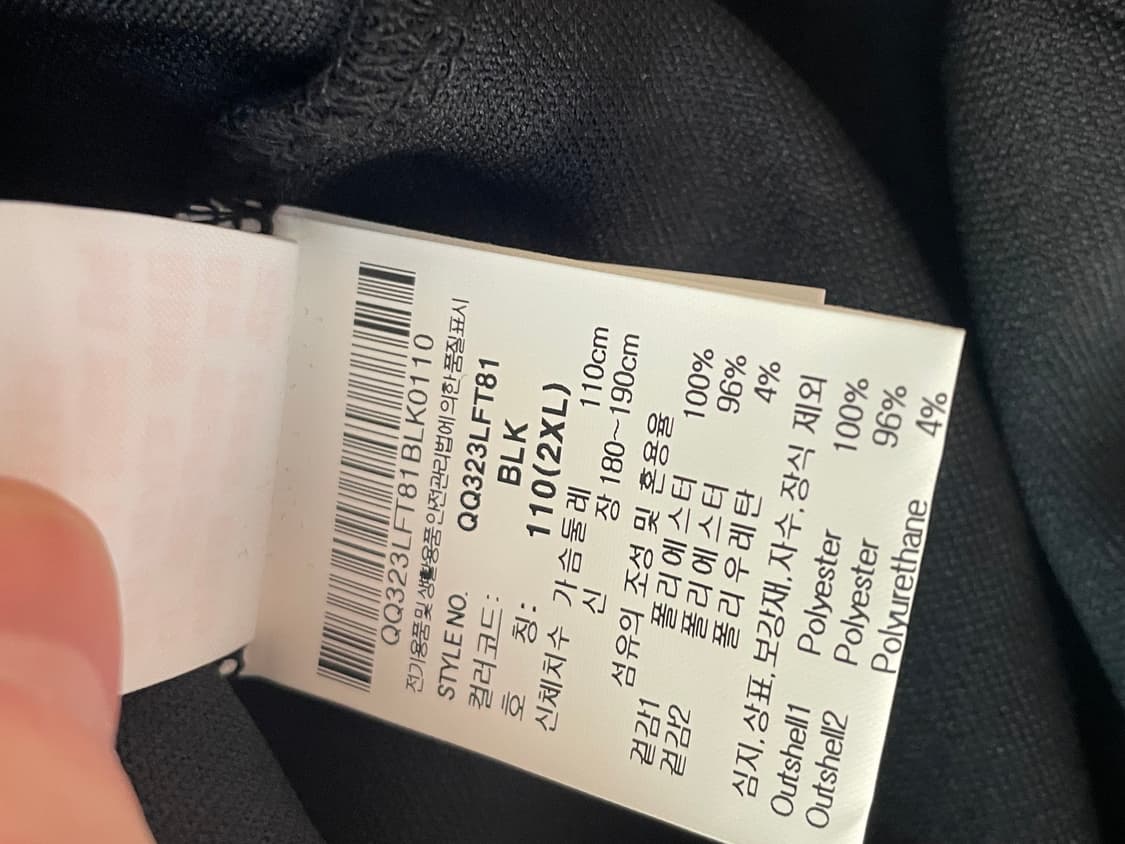 QQ323LFT81BLK0110
전기용품 및 생활용품 안전관리법에 의한 품질표시
STYLE NO. QQ323LFT81
컬러코드: BLK
호 칭: 110(2XL)
신체치수 가슴둘레 110cm
신 장 180~190cm
섬유의 조성 및 혼용율
겉감1 폴리에스터 100%
겉감2 폴리에스터 96%
폴리우레탄 4%
심지,상표,보강재,자수,장식 제외
Outshell1 Polyester 100%
Outshell2 Polyester 96%
Polyurethane 4%